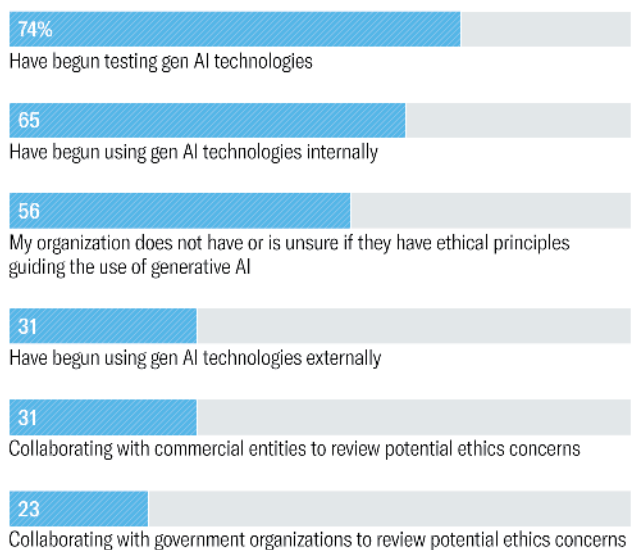 74%
Have begun testing gen AI technologies
65
Have begun using gen AI technologies internally
56
My organization does not have or is unsure if they have ethical principles
guiding the use of generative AI
31
Have begun using gen AI technologies externally
31
Collaborating with commercial entities to review potential ethics concerns
23
Collaborating with government organizations to review potential ethics concerns